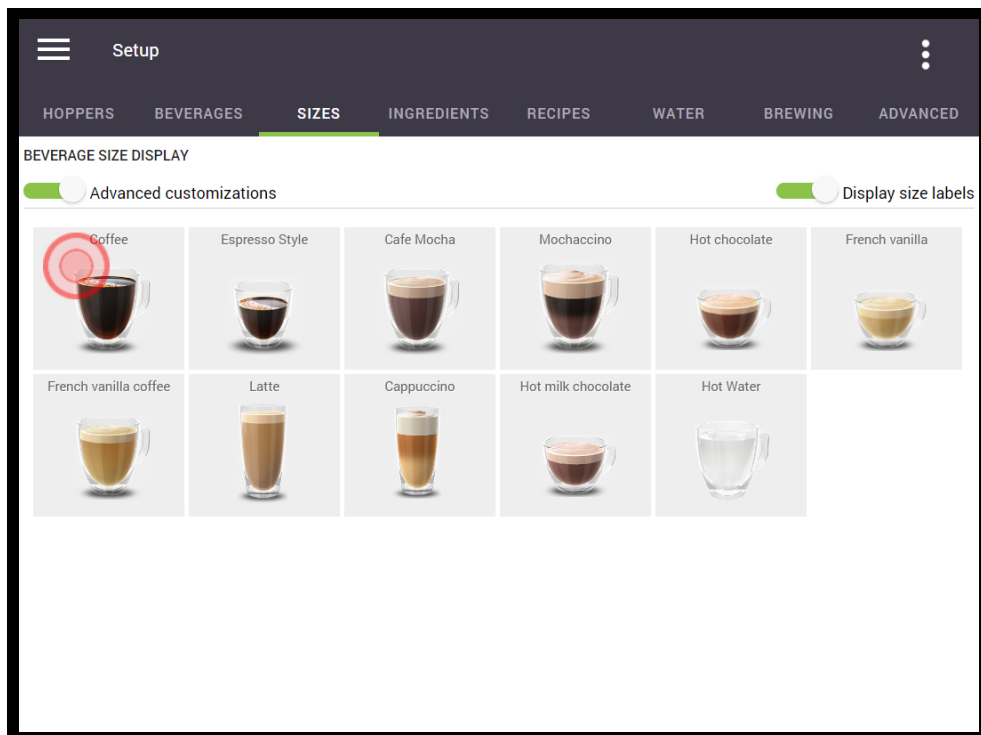 Setup
HOPPERS BEVERAGES SIZES INGREDIENTS RECIPES WATER BREWING ADVANCED
BEVERAGE SIZE DISPLAY
Advanced customizations Display size labels
Coffee Espresso Style Cafe Mocha Mochaccino Hot chocolate French vanilla
French vanilla coffee Latte Cappuccino Hot milk chocolate Hot Water